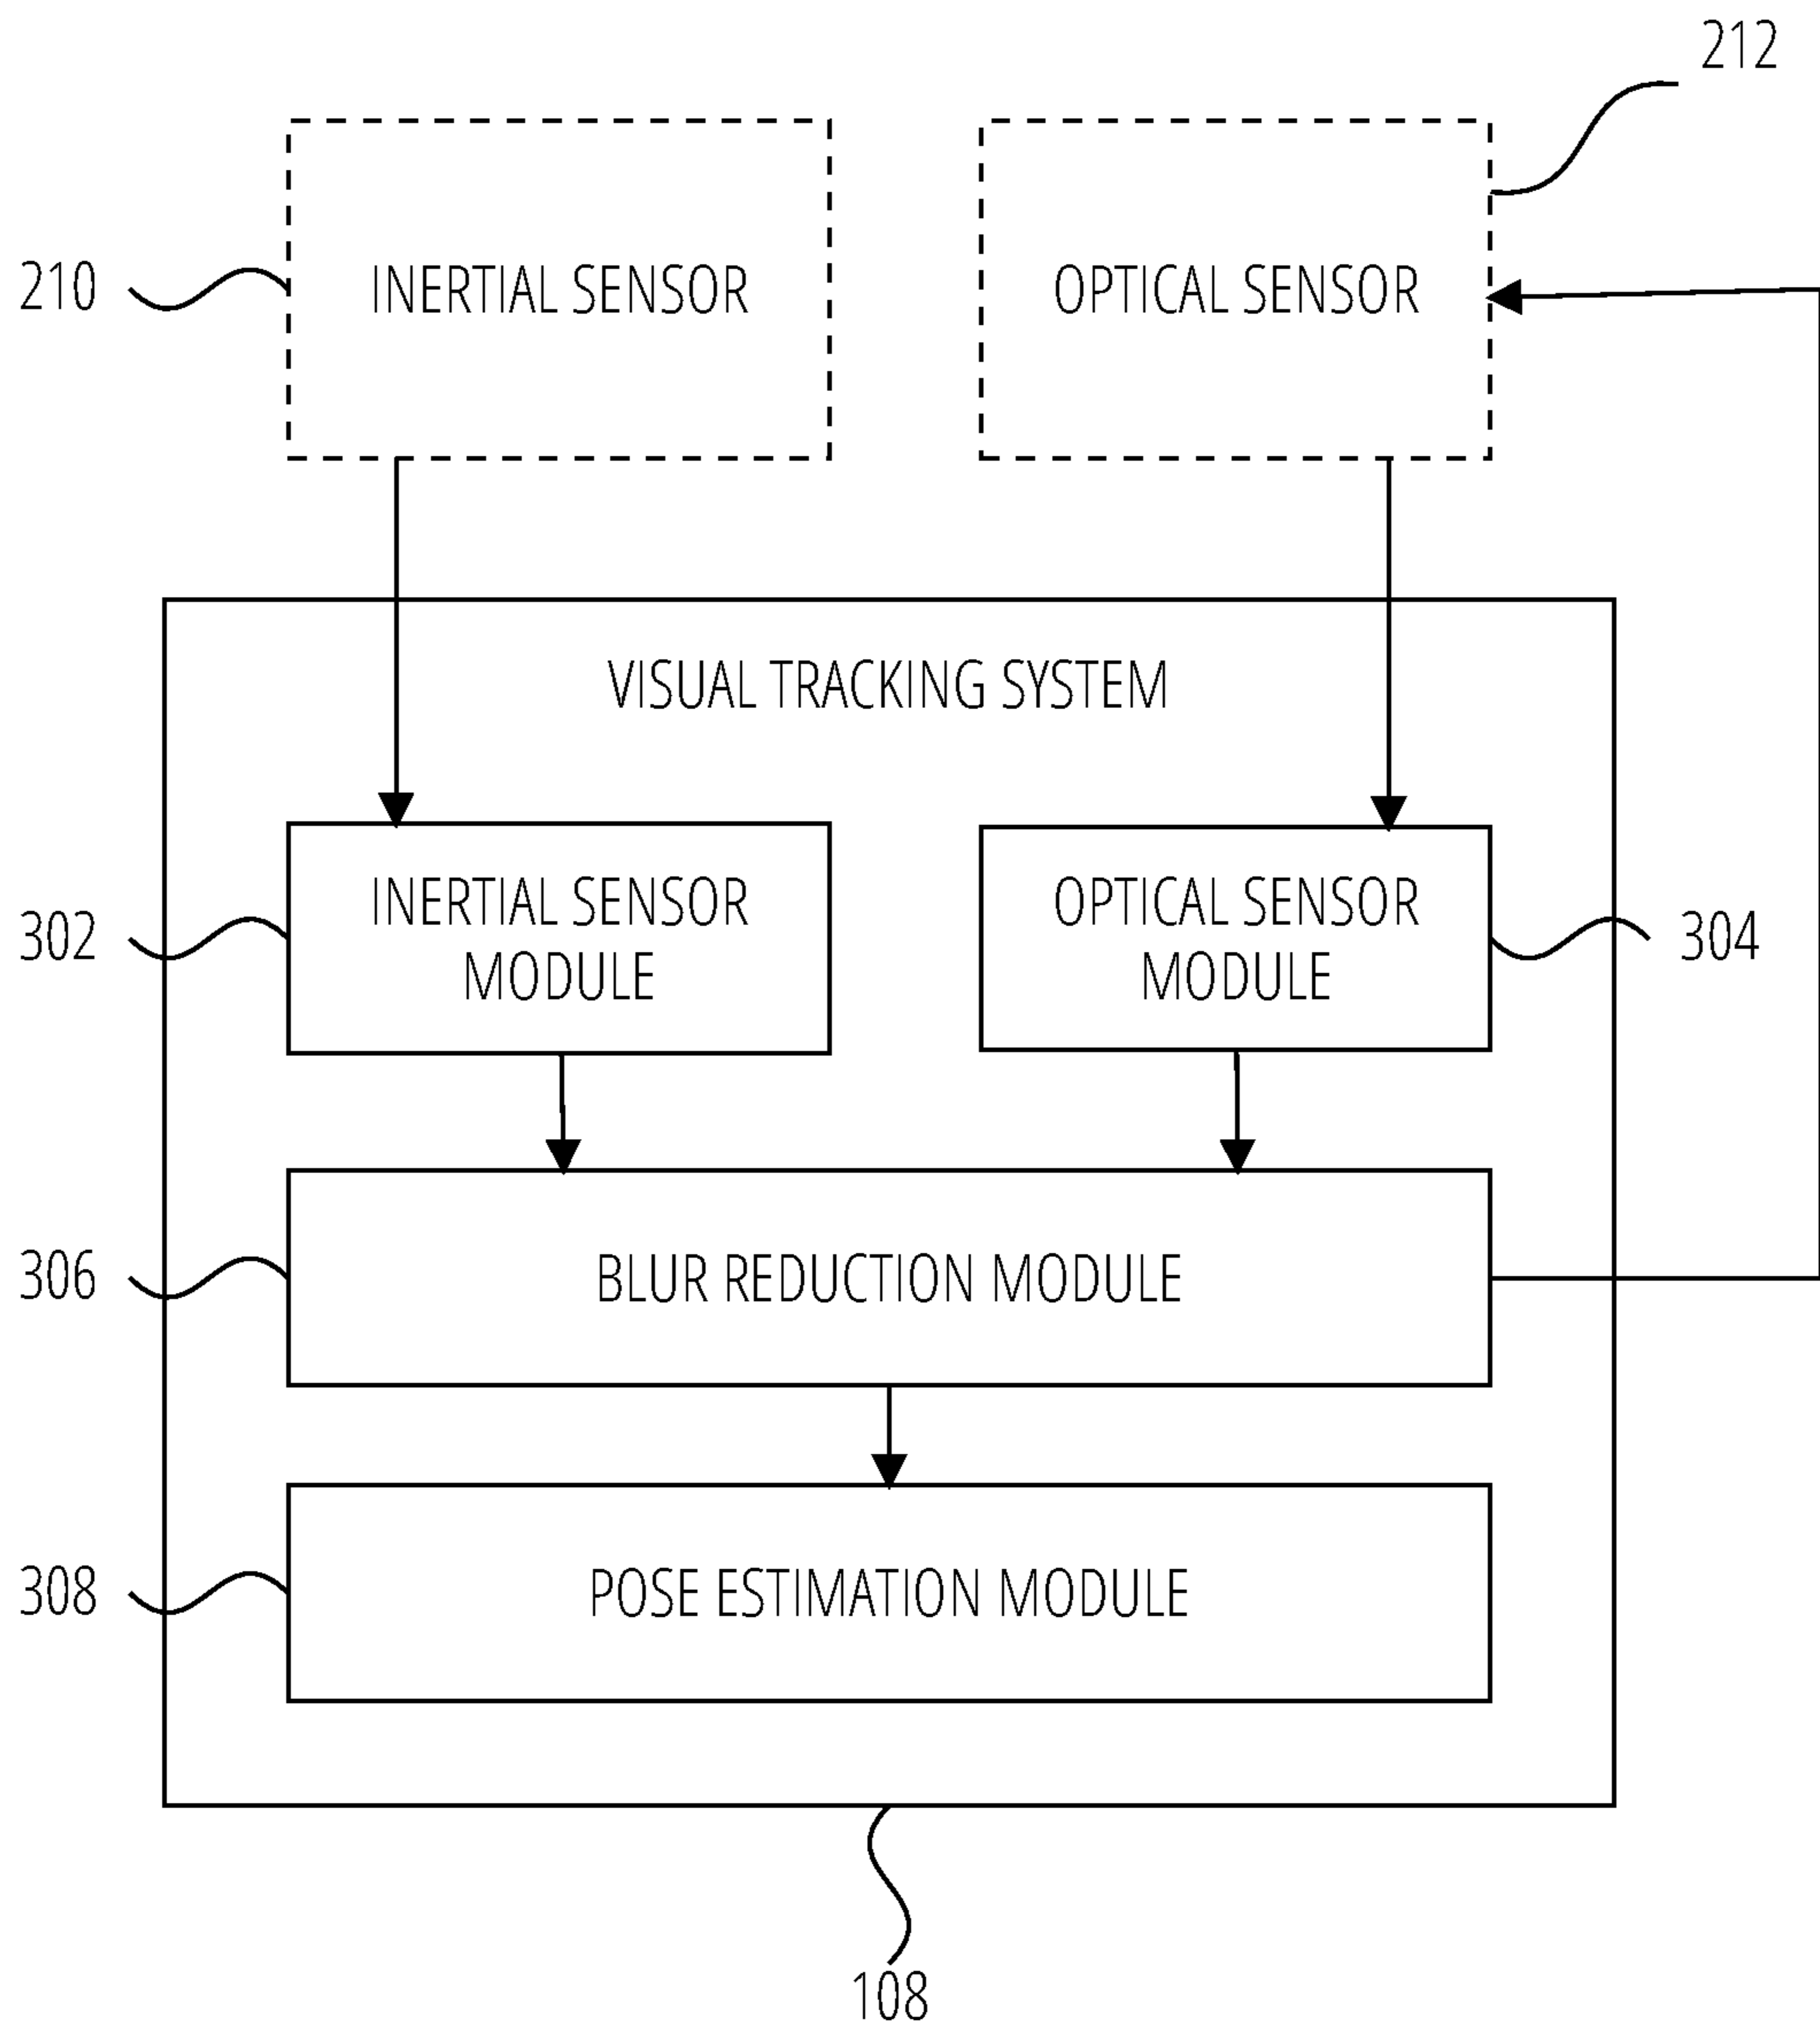 212
210
INERTIAL SENSOR
OPTICAL SENSOR
VISUAL TRACKING SYSTEM
302
INERTIAL SENSOR
MODULE
OPTICAL SENSOR
MODULE
304
306
BLUR REDUCTION MODULE
308
POSE ESTIMATION MODULE
108